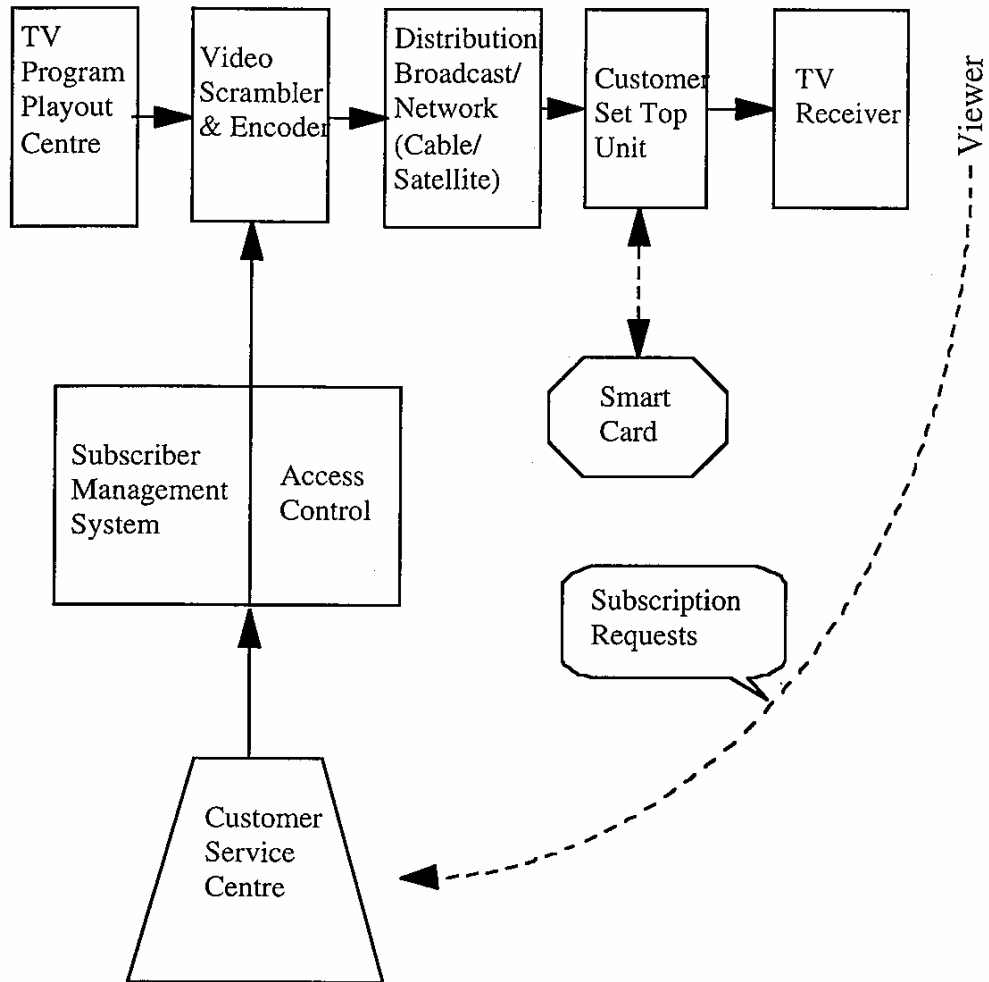 TV
Program
Playout
Centre
Video
Scrambler
& Encoder
Distribution
Broadcast/
Network
(Cable/
Satellite)
Customer
Set Top
Unit
TV
Receiver
Viewer
Subscriber
Management
System
Access
Control
Smart
Card
Subscription
Requests
Customer
Service
Centre